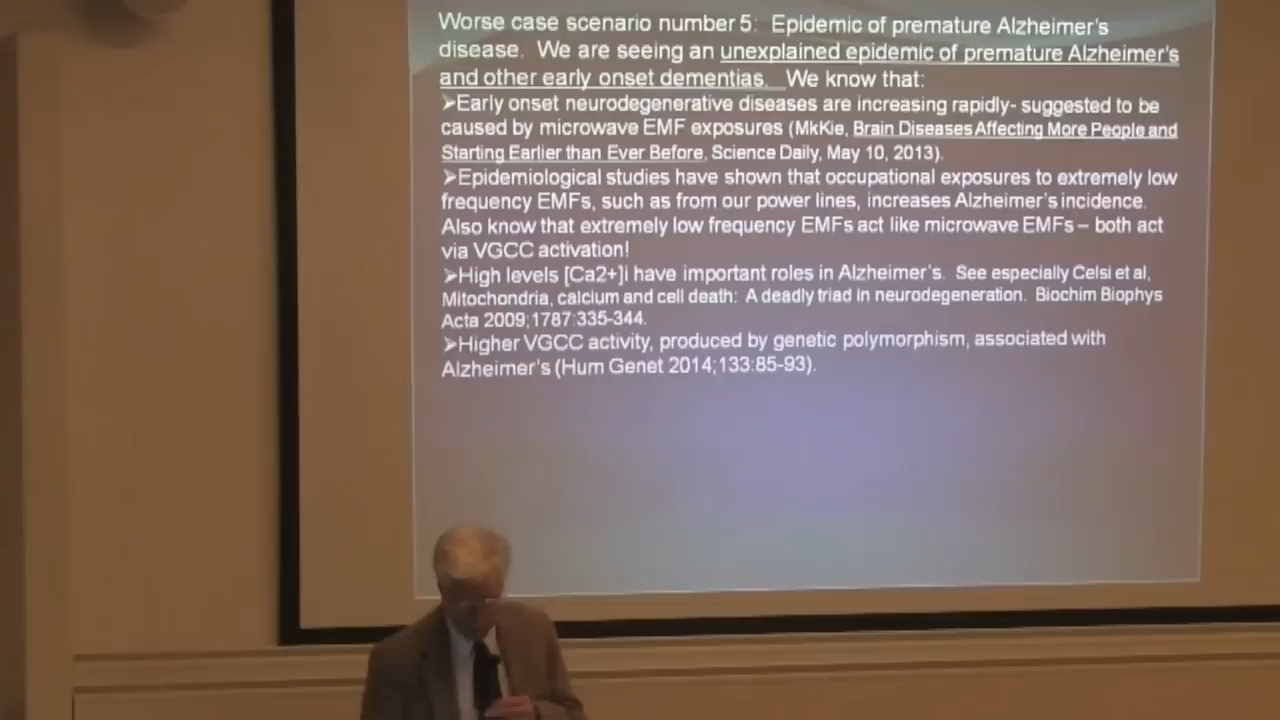 Worse case scenario number 5:  Epidemic of premature Alzheimer's
disease.  We are seeing an unexplained epidemic of premature Alzheimer's
and other early onset dementias.  We know that:
➢Early onset neurodegenerative diseases are increasing rapidly- suggested to be
caused by microwave EMF exposures (MkKie, Brain Diseases Affecting More People and
Starting Earlier than Ever Before, Science Daily, May 10, 2013).
➢Epidemiological studies have shown that occupational exposures to extremely low
frequency EMFs, such as from our power lines, increases Alzheimer's incidence.
Also know that extremely low frequency EMFs act like microwave EMFs – both act
via VGCC activation!
➢High levels [Ca2+]i have important roles in Alzheimer's.  See especially Celsi et al,
Mitochondria, calcium and cell death:  A deadly triad in neurodegeneration.  Biochim Biophys
Acta 2009;1787:335-344.
➢Higher VGCC activity, produced by genetic polymorphism, associated with
Alzheimer's (Hum Genet 2014;133:85-93).